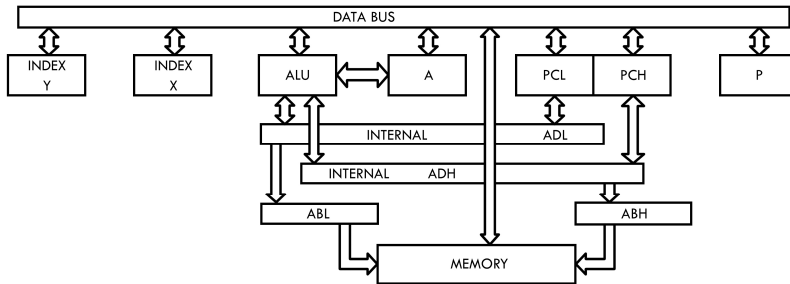 DATA BUS
INDEX
Y
INDEX
X
ALU
A
PCL
PCH
P
INTERNAL ADL
INTERNAL ADH
ABL
ABH
MEMORY